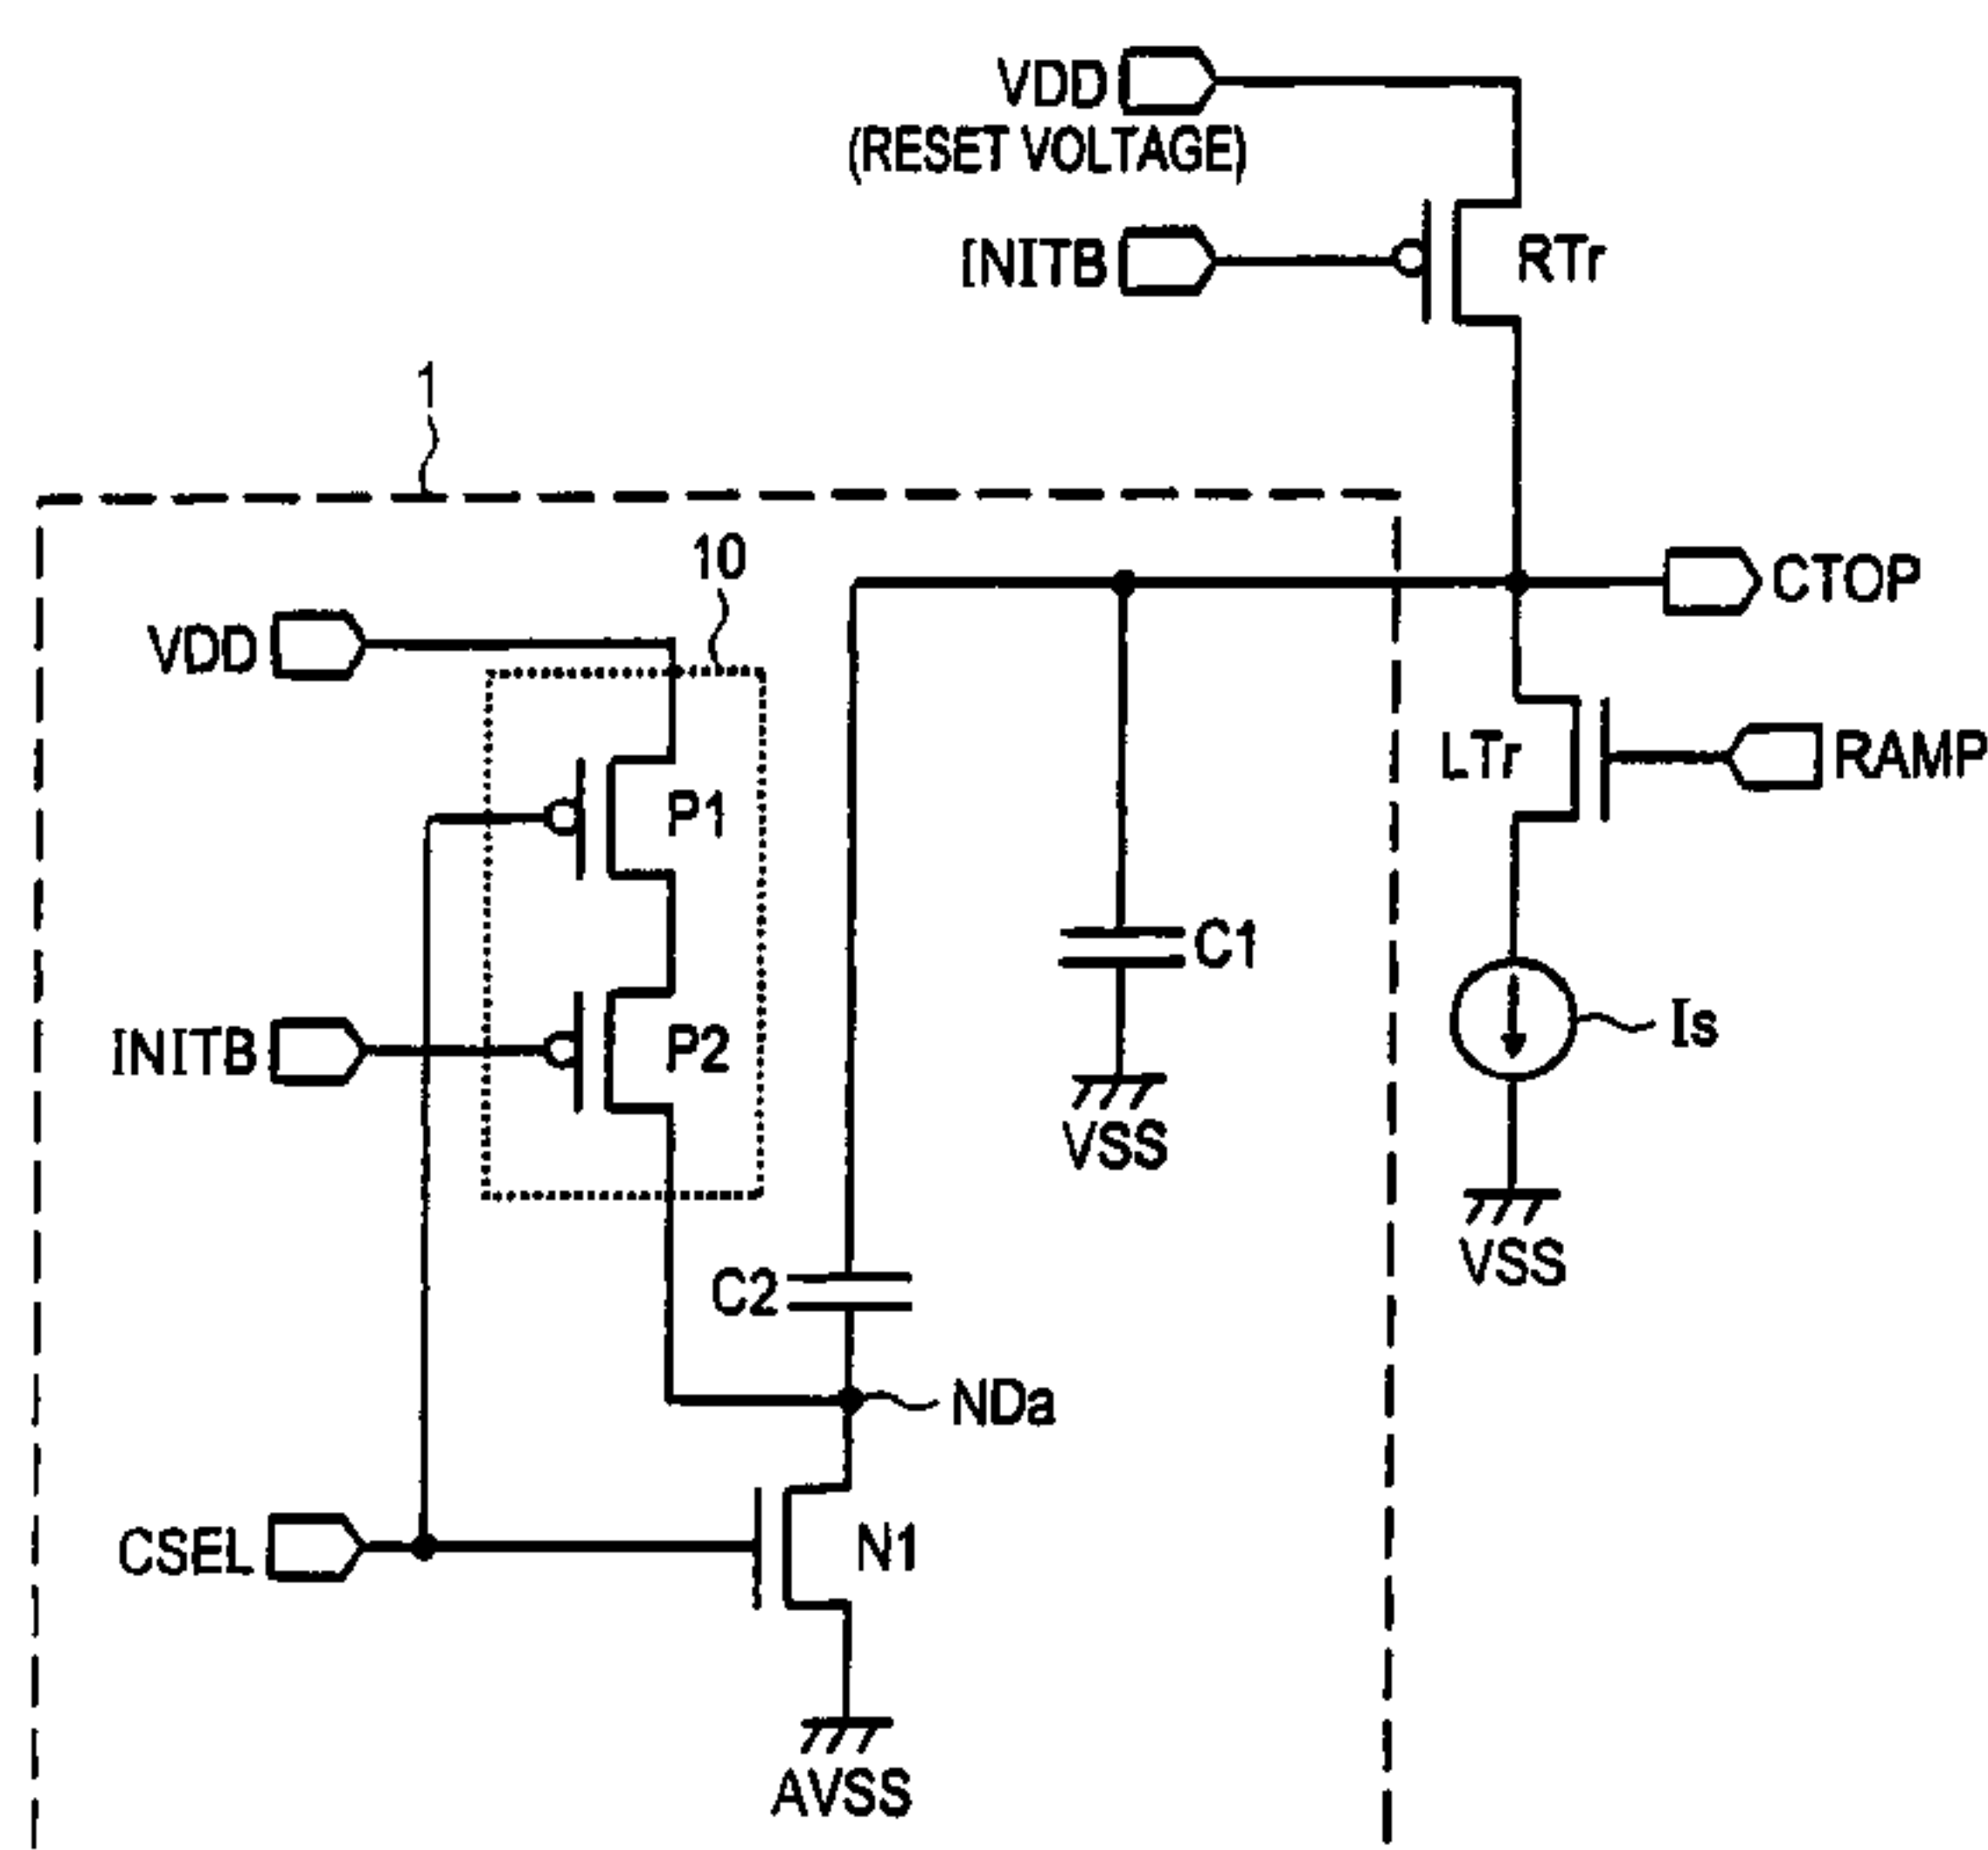 VDD
(RESET VOLTAGE)
INITB
RTr
1
10
CTOP
VDD
LTr
RAMP
P1
C1
INITB
P2
Is
VSS
VSS
C2
NDa
CSEL
N1
AVSS